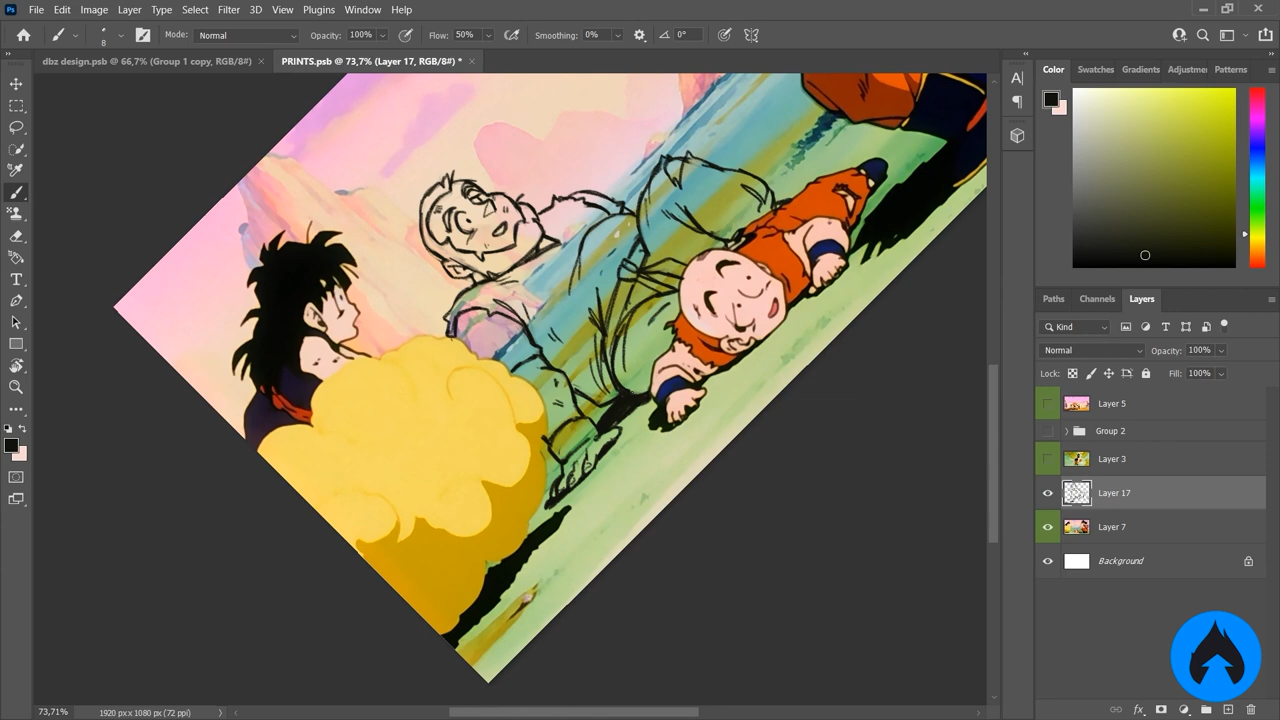 Ps File Edit Image Layer Type Select Filter 3D View Plugins Window Help
8 Mode: Normal Opacity: 100% Flow: 50% Smoothing: 0% 0°
dbz design.psb @ 66,7% (Group 1 copy, RGB/8#) × PRINTS.psb @ 73,7% (Layer 17, RGB/8#) * ×
Color Swatches Gradients Adjustme Patterns
Paths Channels Layers
Kind
Normal Opacity: 100%
Lock: Fill: 100%
Layer 5
Group 2
Layer 3
Layer 17
Layer 7
Background
fx
73,71% 1920 px x 1080 px (72 ppi)